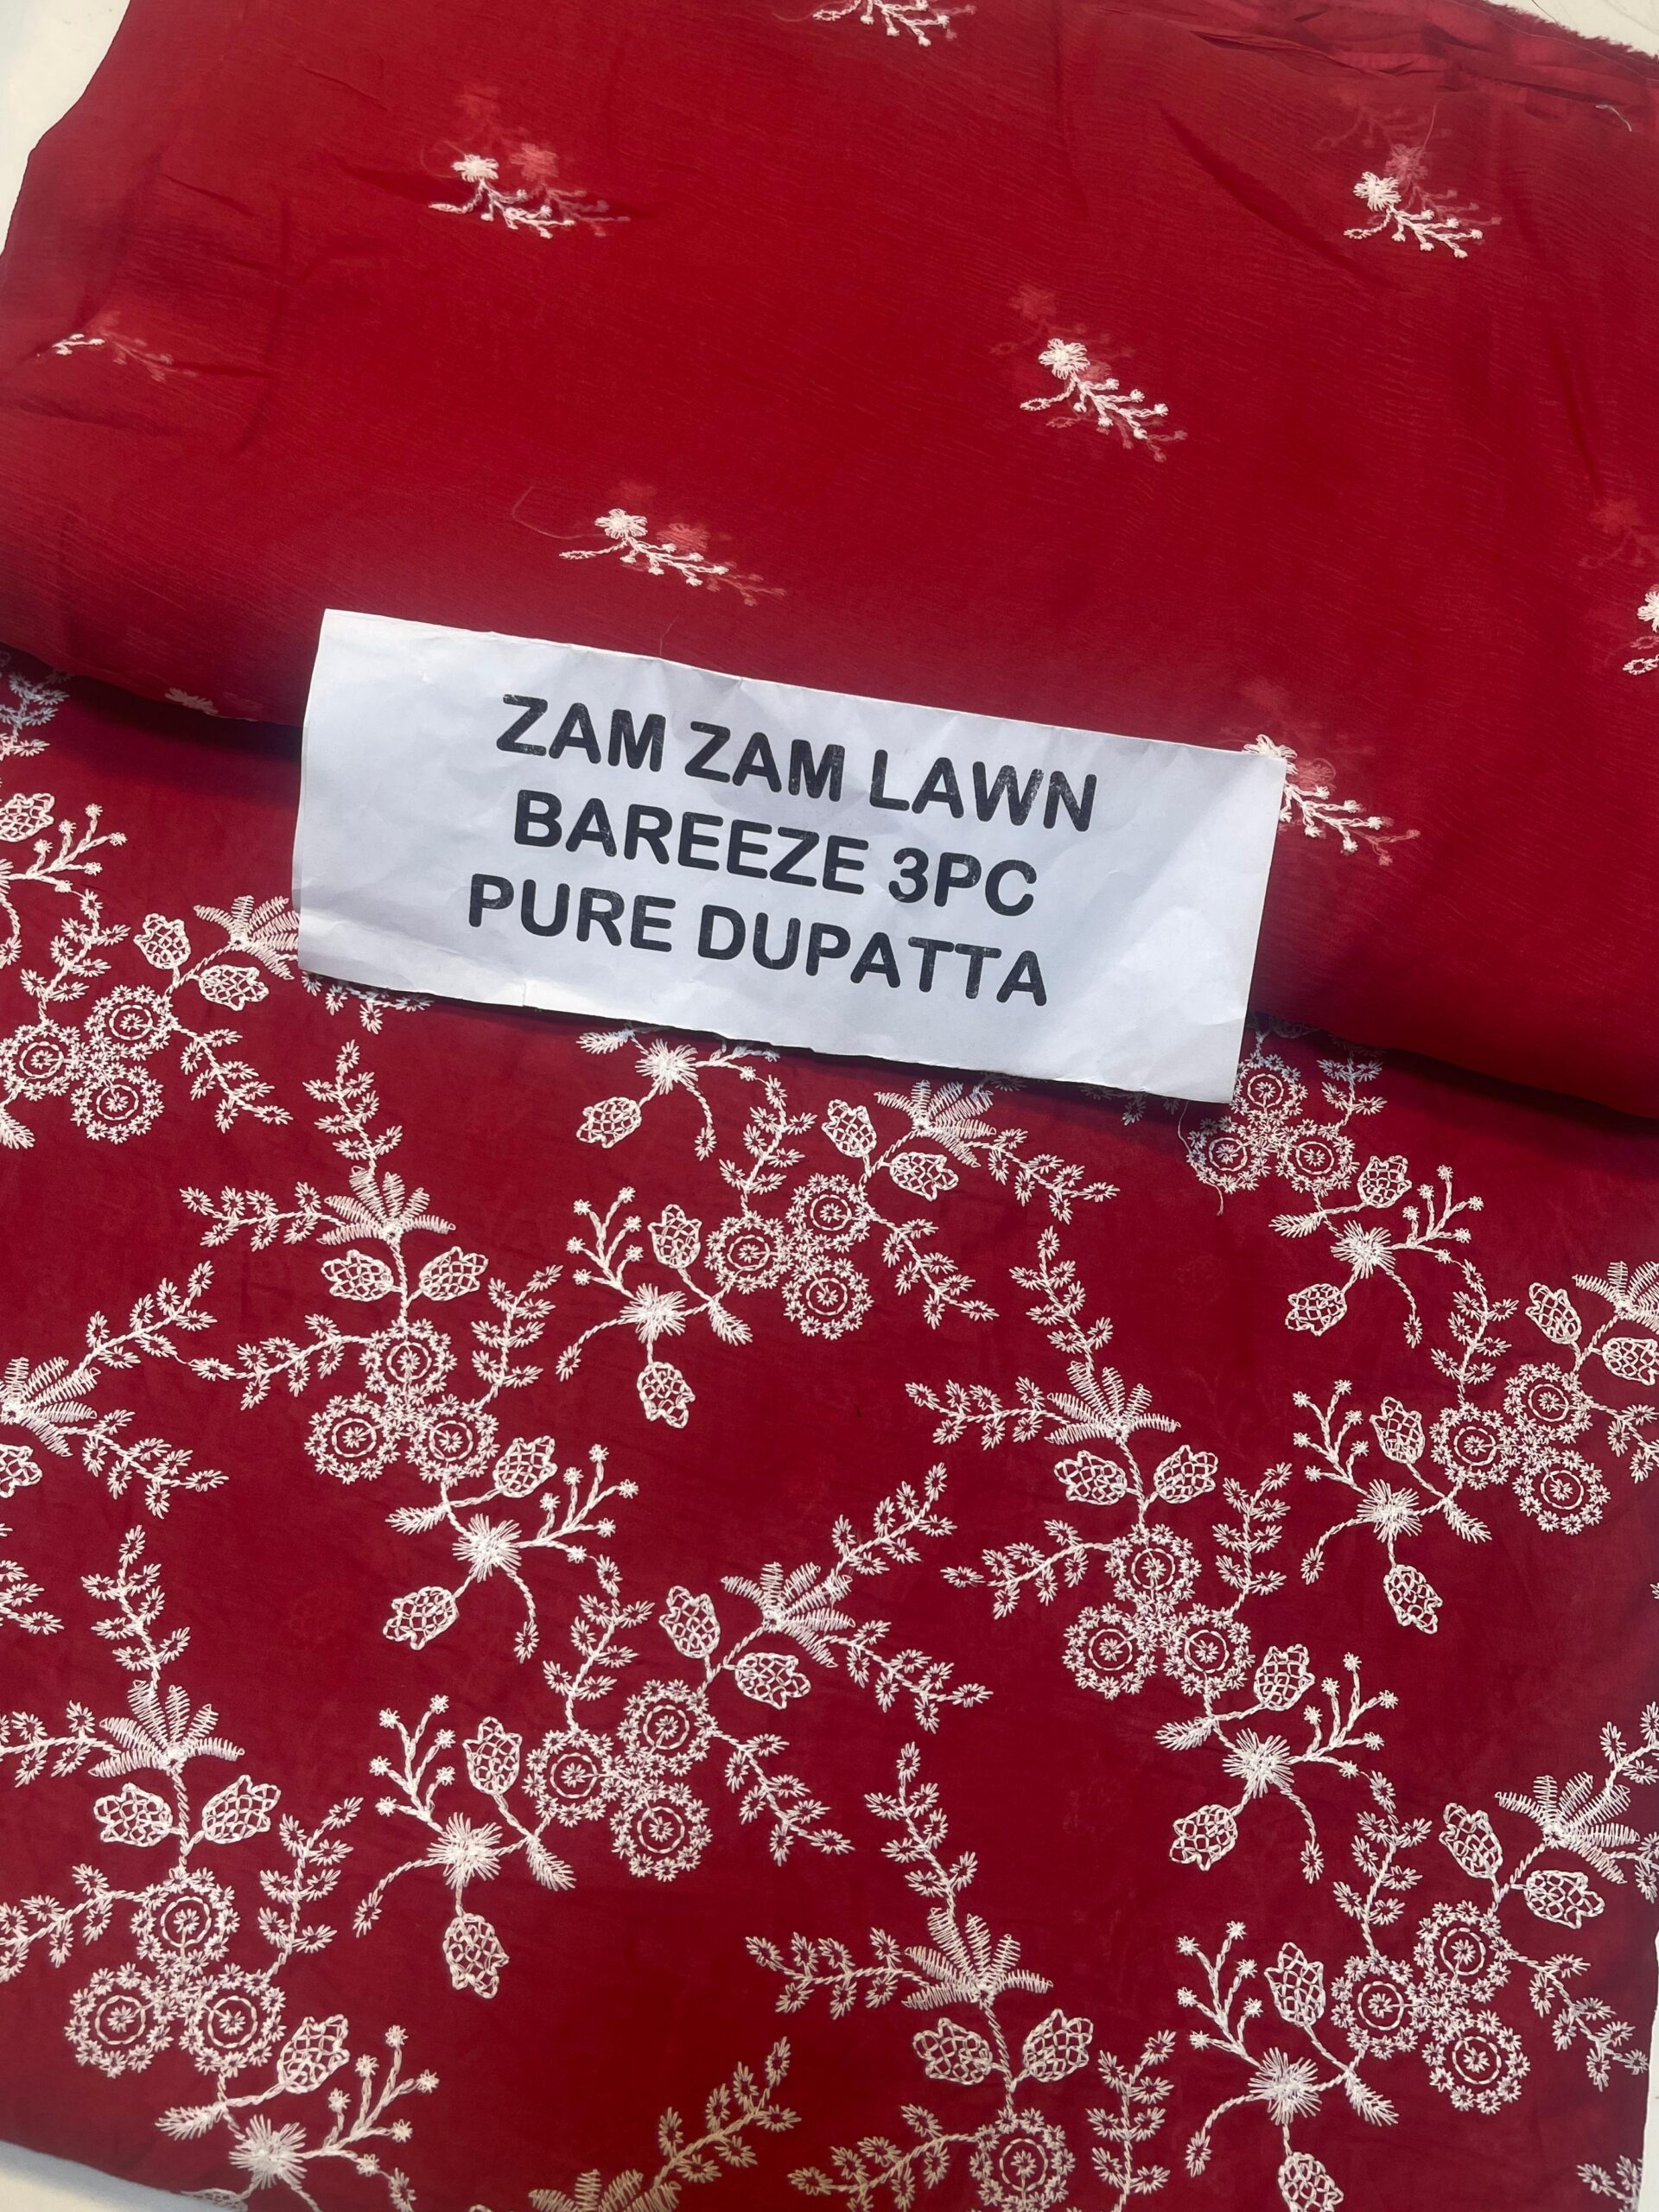 ZAM ZAM LAWN
BAREEZE 3PC
PURE DUPATTA